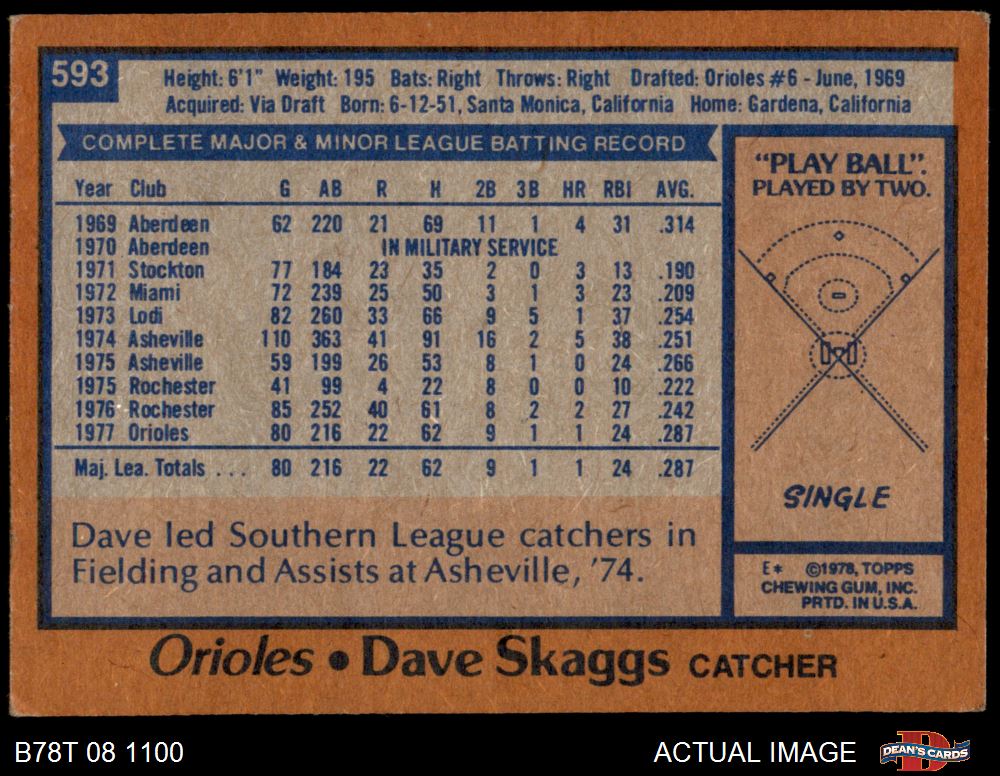 593
Height: 6'1" Weight: 195 Bats: Right Throws: Right Drafted: Orioles #6 - June, 1969
Acquired: Via Draft Born: 6-12-51, Santa Monica, California Home: Gardena, California
COMPLETE MAJOR & MINOR LEAGUE BATTING RECORD
Year Club G AB R H 2B 3B HR RBI AVG.
1969 Aberdeen 62 220 21 69 11 1 4 31 .314
1970 Aberdeen IN MILITARY SERVICE
1971 Stockton 77 184 23 35 2 0 3 13 .190
1972 Miami 72 239 25 50 3 1 3 23 .209
1973 Lodi 82 260 33 66 9 5 1 37 .254
1974 Asheville 110 363 41 91 16 2 5 38 .251
1975 Asheville 59 199 26 53 8 1 0 24 .266
1975 Rochester 41 99 4 22 8 0 0 10 .222
1976 Rochester 85 252 40 61 8 2 2 27 .242
1977 Orioles 80 216 22 62 9 1 1 24 .287
Maj. Lea. Totals . . . 80 216 22 62 9 1 1 24 .287
Dave led Southern League catchers in
Fielding and Assists at Asheville, '74.
"PLAY BALL".
PLAYED BY TWO.
SINGLE
E* ©1978, TOPPS
CHEWING GUM, INC.
PRTD. IN U.S.A.
Orioles • Dave Skaggs CATCHER
B78T 08 1100
ACTUAL IMAGE
D
DEAN'S CARDS